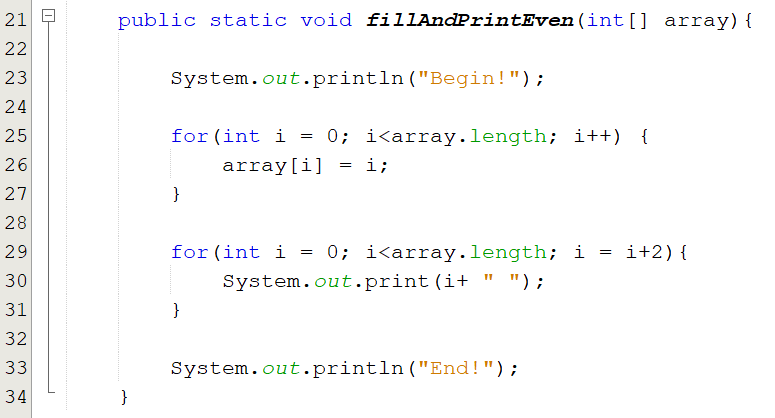 21 public static void fillAndPrintEven(int[] array){
22
23 System.out.println("Begin!");
24
25 for(int i = 0; i<array.length; i++) {
26 array[i] = i;
27 }
28
29 for(int i = 0; i<array.length; i = i+2){
30 System.out.print(i+ " ");
31 }
32
33 System.out.println("End!");
34 }